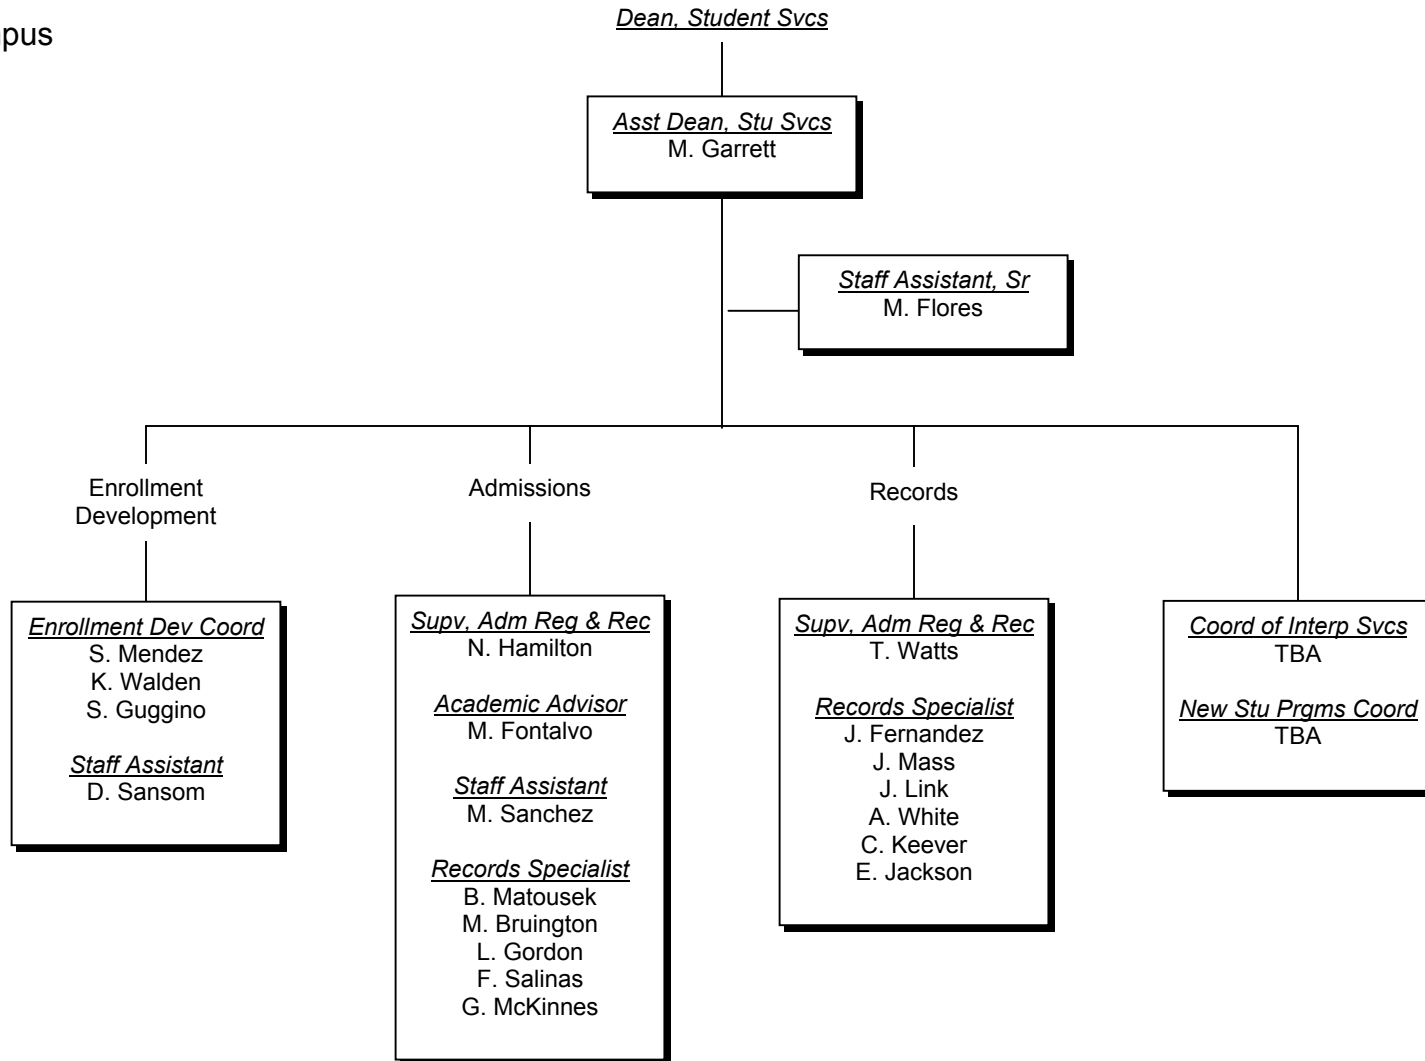 Dean, Student Svcs
Asst Dean, Stu Svcs
M. Garrett
Staff Assistant, Sr
M. Flores
Enrollment
Development
Enrollment Dev Coord
S. Mendez
K. Walden
S. Guggino
Staff Assistant
D. Sansom
Admissions
Supv, Adm Reg & Rec
N. Hamilton
Academic Advisor
M. Fontalvo
Staff Assistant
M. Sanchez
Records Specialist
B. Matousek
M. Bruington
L. Gordon
F. Salinas
G. McKinnes
Records
Supv, Adm Reg & Rec
T. Watts
Records Specialist
J. Fernandez
J. Mass
J. Link
A. White
C. Keever
E. Jackson
Coord of Interp Svcs
TBA
New Stu Prgms Coord
TBA